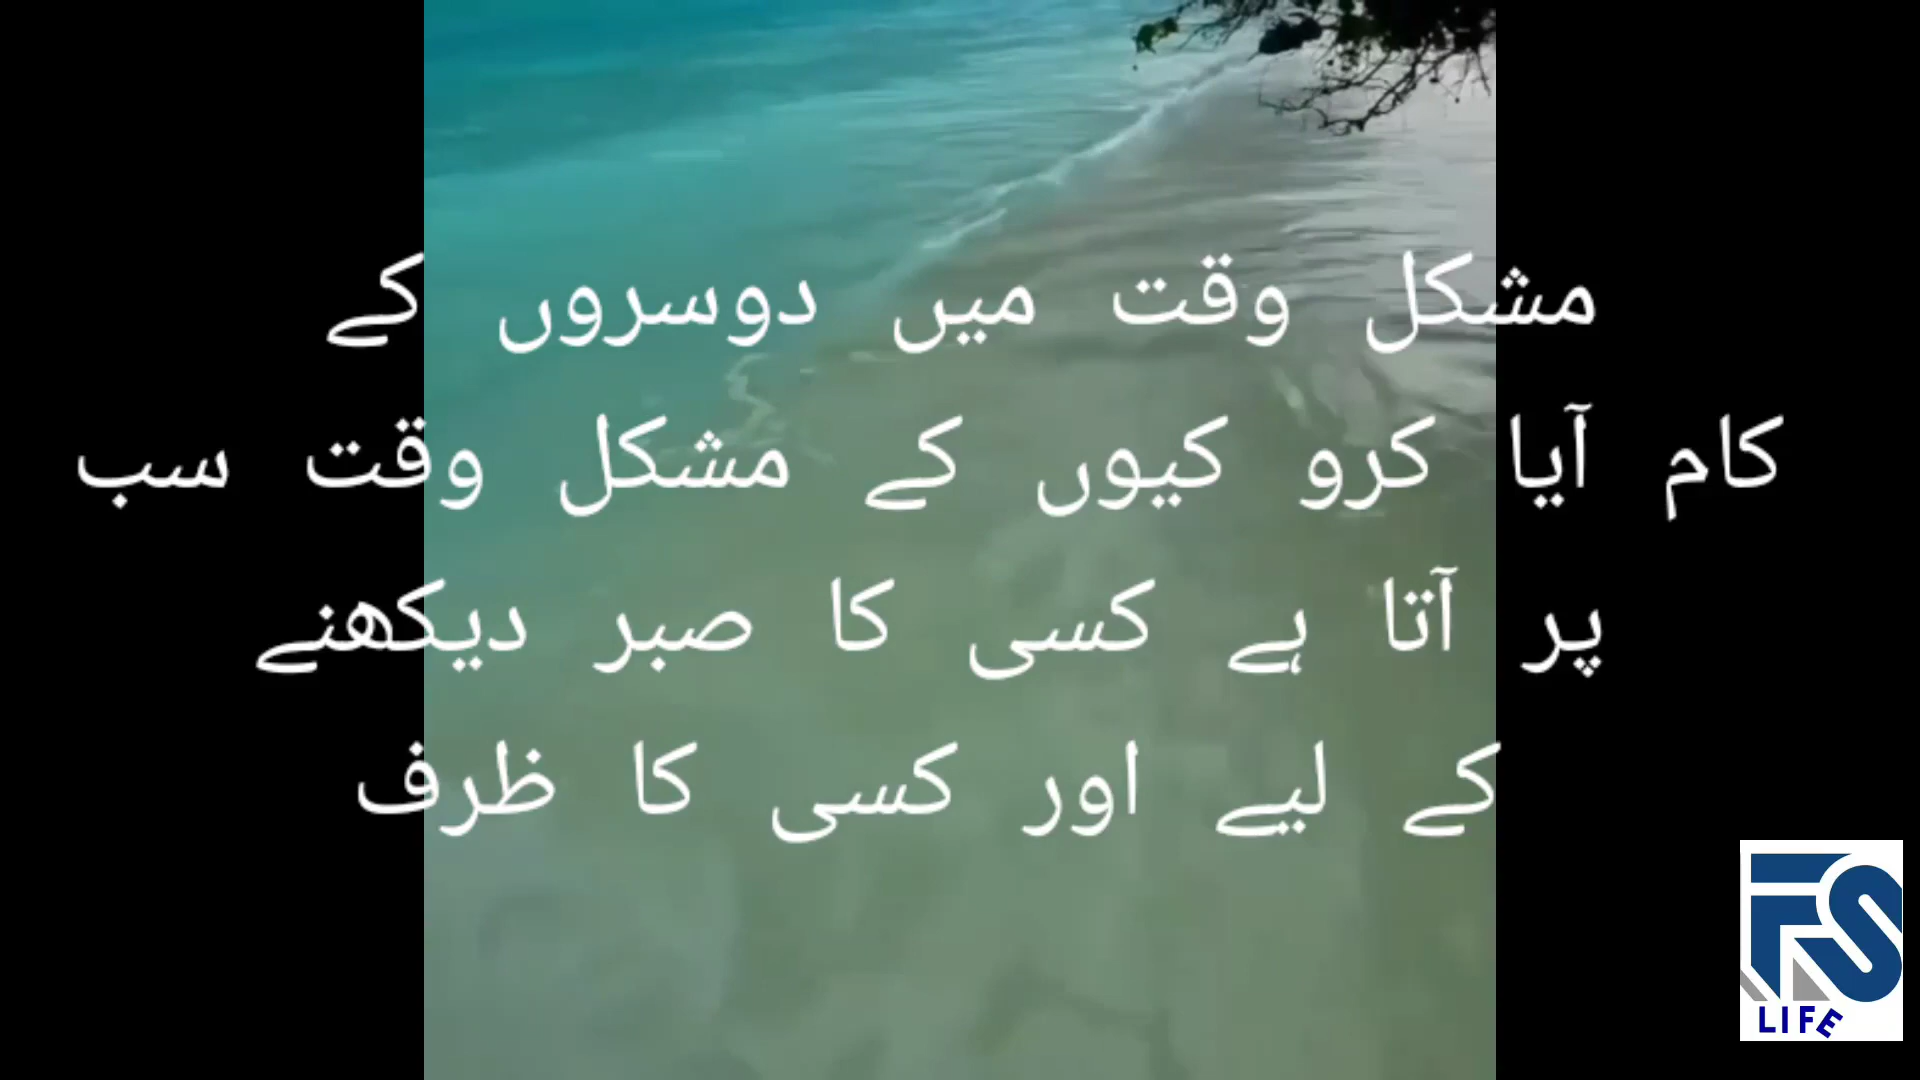 مشکل وقت میں دوسروں کے
کام آیا کرو کیوں کے مشکل وقت سب
پر آتا ہے کسی کا صبر دیکھنے
کے لیے اور کسی کا ظرف
FS
LIFE